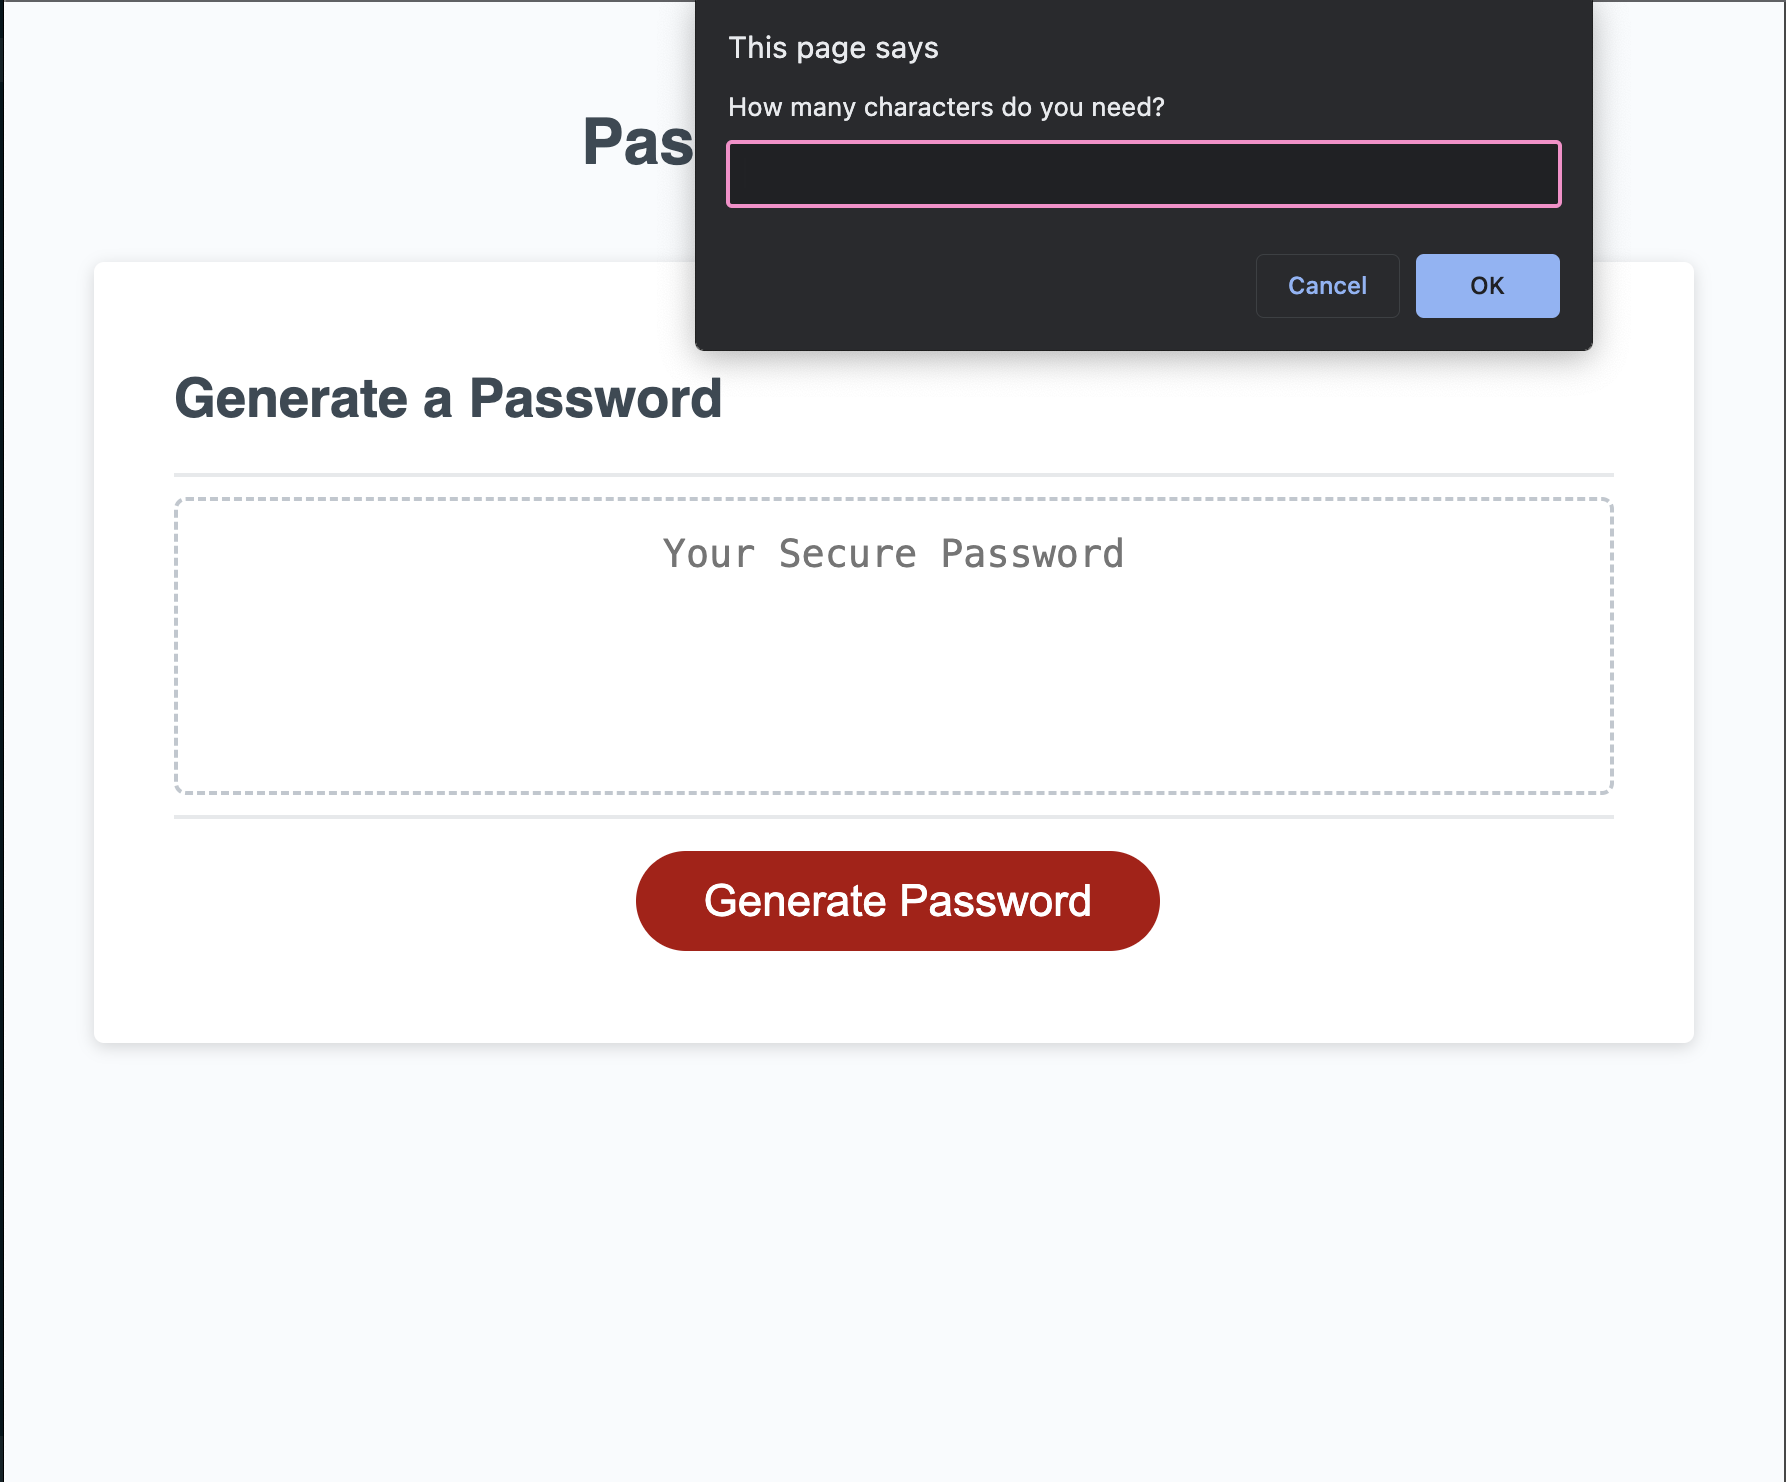 This page says
How many characters do you need?
Cancel
OK
Pas
Generate a Password
Your Secure Password
Generate Password